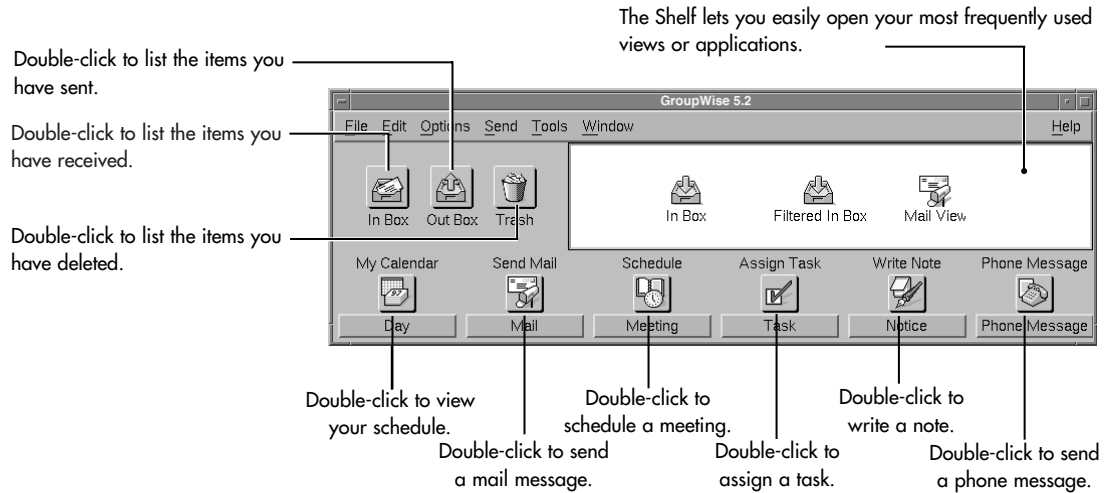 The Shelf lets you easily open your most frequently used
views or applications.
Double-click to list the items you
have sent.
Double-click to list the items you
have received.
Double-click to list the items you
have deleted.
GroupWise 5.2
File Edit Options Send Tools Window Help
In Box Out Box Trash
In Box Filtered In Box Mail View
My Calendar Send Mail Schedule Assign Task Write Note Phone Message
Day Mail Meeting Task Notice Phone Message
Double-click to view
your schedule.
Double-click to send
a mail message.
Double-click to
schedule a meeting.
Double-click to
assign a task.
Double-click to
write a note.
Double-click to send
a phone message.